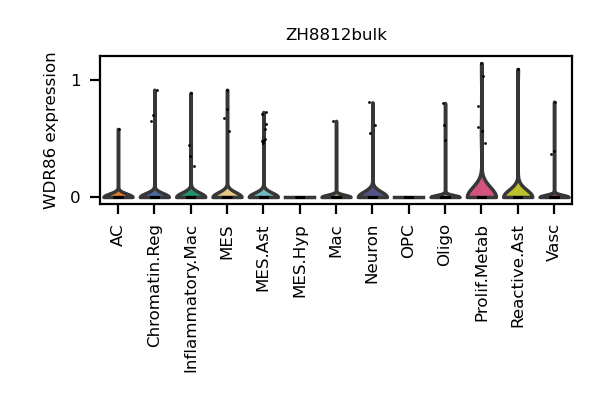 ZH8812bulk
WDR86 expression
1
0
AC
Chromatin.Reg
Inflammatory.Mac
MES
MES.Ast
MES.Hyp
Mac
Neuron
OPC
Oligo
Prolif.Metab
Reactive.Ast
Vasc